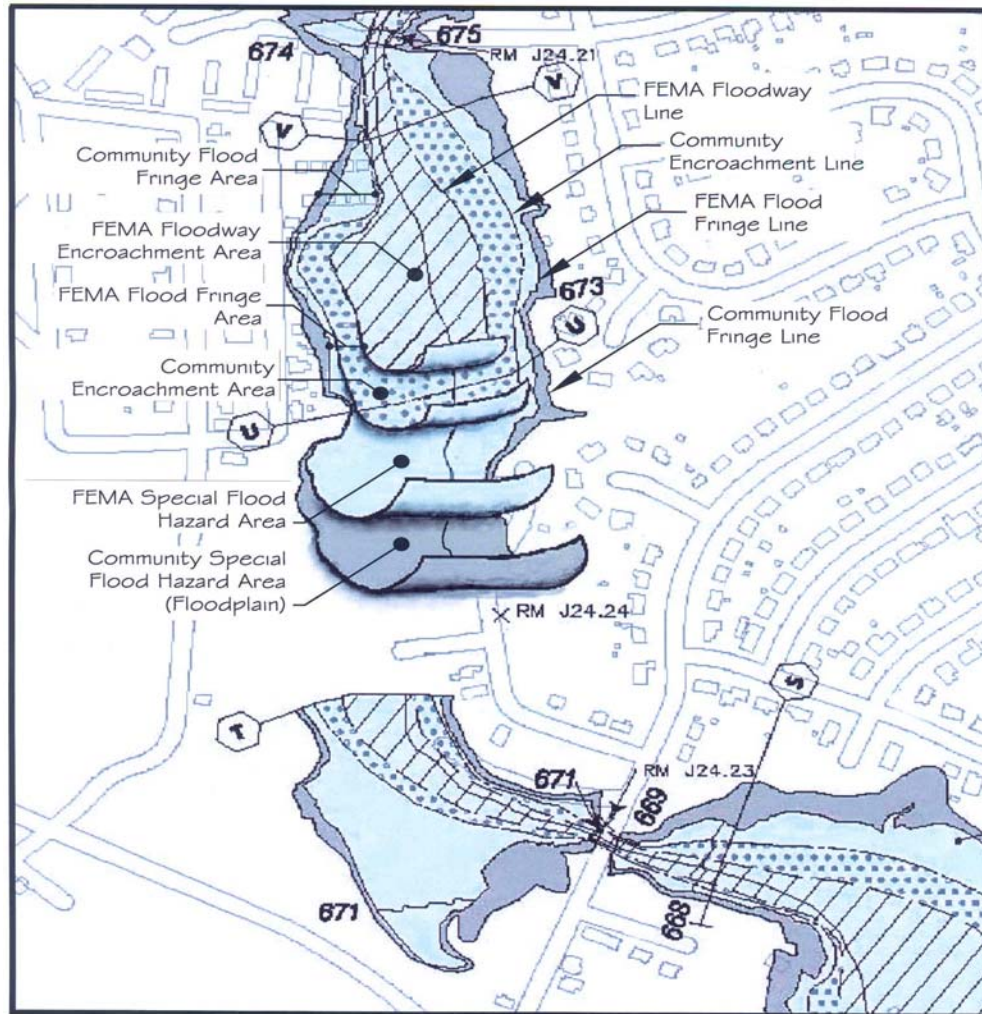 674
675
RM J24.21
V
V
FEMA Floodway
Line
Community Flood
Fringe Area
Community
Encroachment Line
FEMA Floodway
Encroachment Area
FEMA Flood
Fringe Line
FEMA Flood Fringe
Area
673
U
Community Flood
Fringe Line
Community
Encroachment Area
U
FEMA Special Flood
Hazard Area
Community Special
Flood Hazard Area
(Floodplain)
RM J24.24
S
T
671
RM J24.23
669
671
668